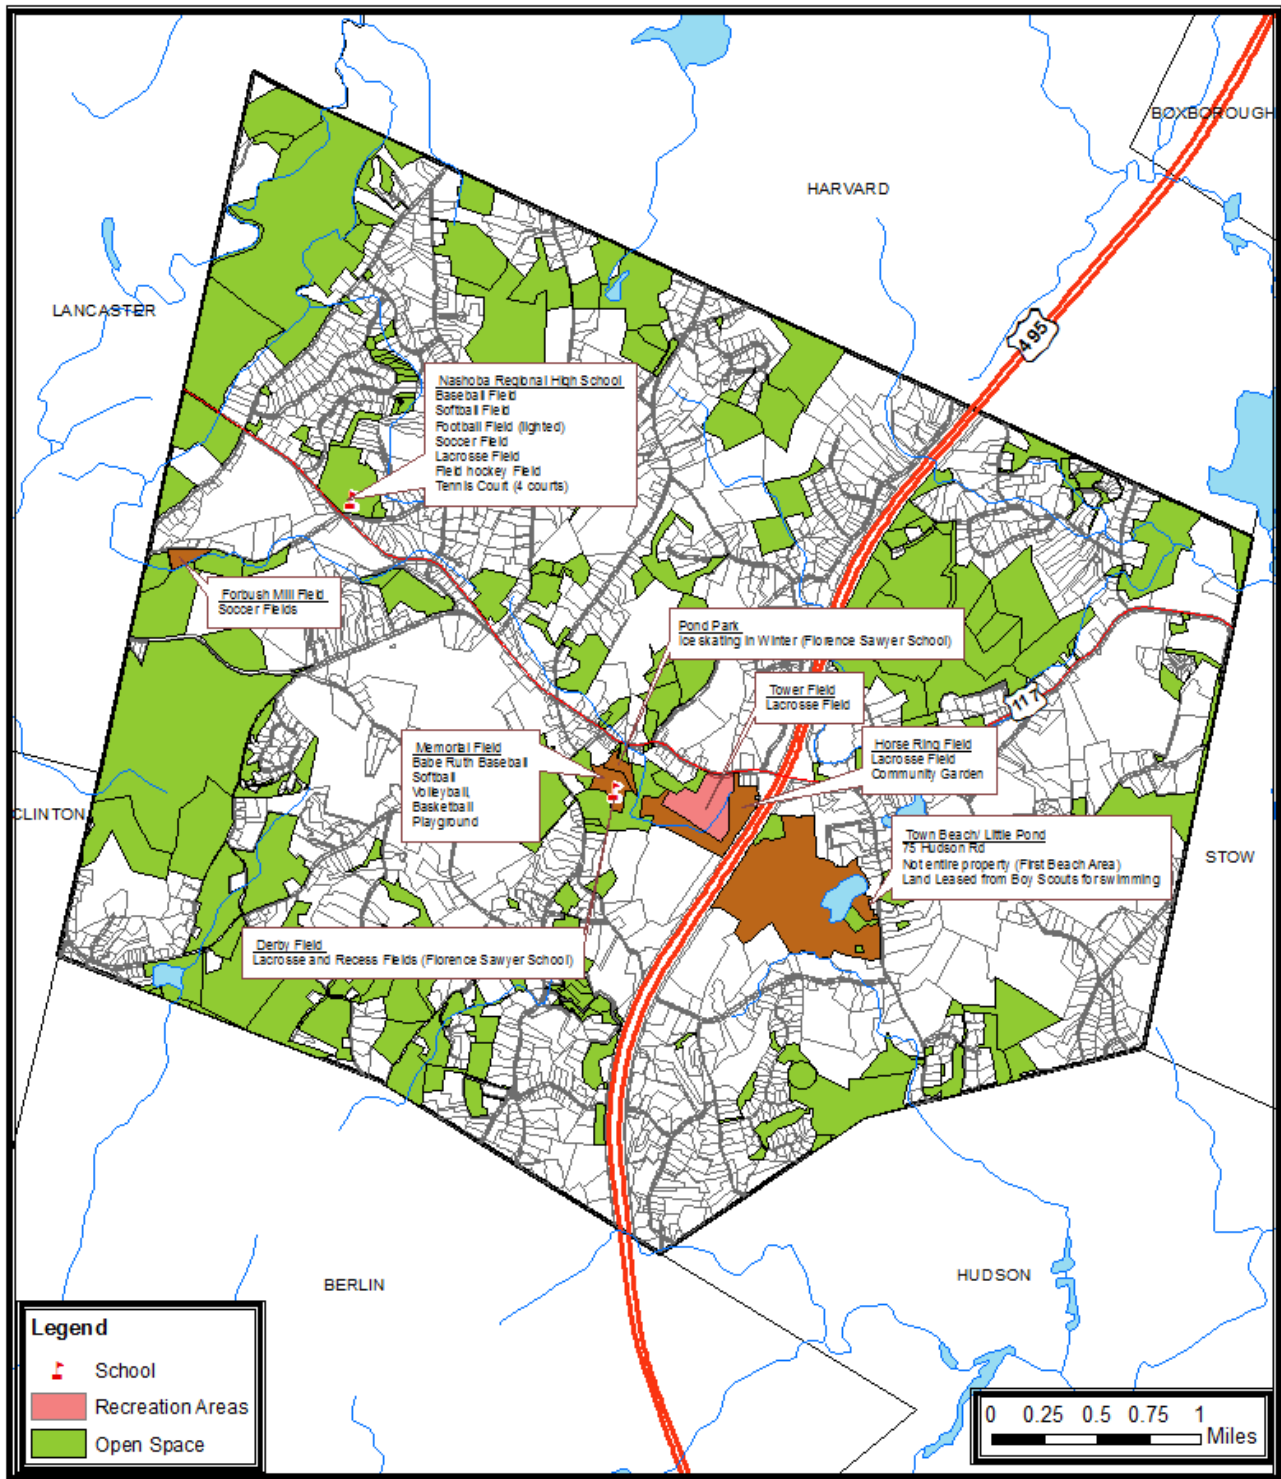 BOXBOROUGH
HARVARD
LANCASTER
495
Nashoba Regional High School
Baseball Field
Softball Field
Football Field (lighted)
Soccer Field
Lacrosse Field
Field hockey Field
Tennis Court (4 courts)
Forbush Mill Field
Soccer Fields
Pond Park
Ice skating in Winter (Florence Sawyer School)
Tower Field
Lacrosse Field
117
Memorial Field
Babe Ruth Baseball
Softball
Volleyball,
Basketball
Playground
Horse Ring Field
Lacrosse Field
Community Garden
CLINTON
Town Beach/ Little Pond
75 Hudson Rd
Not entire property (First Beach Area)
Land Leased from Boy Scouts for swimming
STOW
Derby Field
Lacrosse and Recess Fields (Florence Sawyer School)
BERLIN
HUDSON
Legend
School
Recreation Areas
Open Space
0 0.25 0.5 0.75 1
Miles